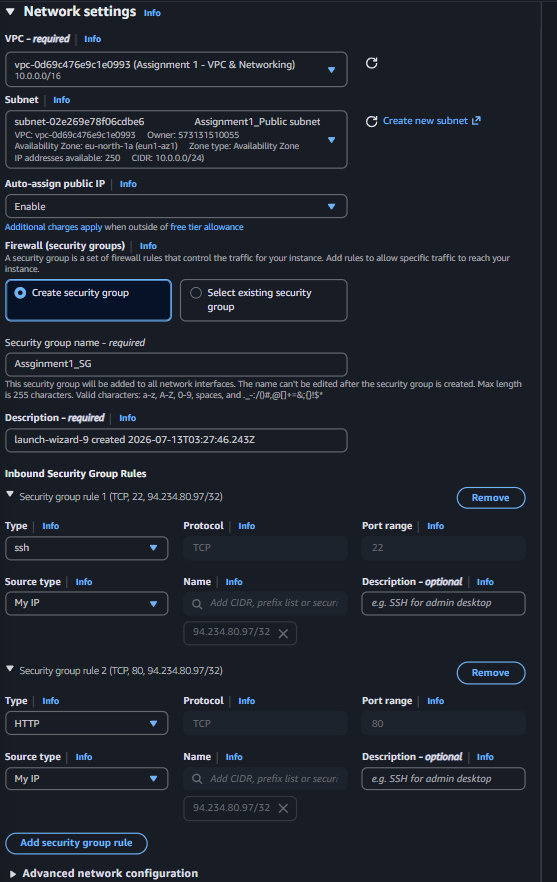 Network settings Info
VPC – required Info
vpc-0d69c476e9c1e0993 (Assignment 1 - VPC & Networking)
10.0.0.0/16
Subnet Info
subnet-02e269e78f06cdbe6 Assignment1_Public subnet
VPC: vpc-0d69c476e9c1e0993 Owner: 573131510055
Availability Zone: eu-north-1a (eun1-az1) Zone type: Availability Zone
IP addresses available: 250 CIDR: 10.0.0.0/24)
Create new subnet
Auto-assign public IP Info
Enable
Additional charges apply when outside of free tier allowance
Firewall (security groups) Info
A security group is a set of firewall rules that control the traffic for your instance. Add rules to allow specific traffic to reach your
instance.
Create security group
Select existing security
group
Security group name - required
Assginment1_SG
This security group will be added to all network interfaces. The name can't be edited after the security group is created. Max length
is 255 characters. Valid characters: a-z, A-Z, 0-9, spaces, and ._-:/()#,@[]+=&;{}!$*
Description – required Info
launch-wizard-9 created 2026-07-13T03:27:46.243Z
Inbound Security Group Rules
Security group rule 1 (TCP, 22, 94.234.80.97/32)
Remove
Type Info Protocol Info Port range Info
ssh TCP 22
Source type Info Name Info Description – optional Info
My IP Add CIDR, prefix list or securi e.g. SSH for admin desktop
94.234.80.97/32
Security group rule 2 (TCP, 80, 94.234.80.97/32)
Remove
Type Info Protocol Info Port range Info
HTTP TCP 80
Source type Info Name Info Description – optional Info
My IP Add CIDR, prefix list or securi e.g. SSH for admin desktop
94.234.80.97/32
Add security group rule
Advanced network configuration